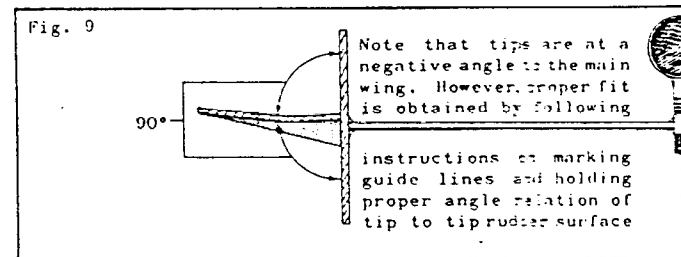 Fig. 9
Note that tips are at a
negative angle to the main
wing. However, proper fit
is obtained by following
90°
instructions on marking
guide lines and holding
proper angle relation of
tip to tip rudder surface